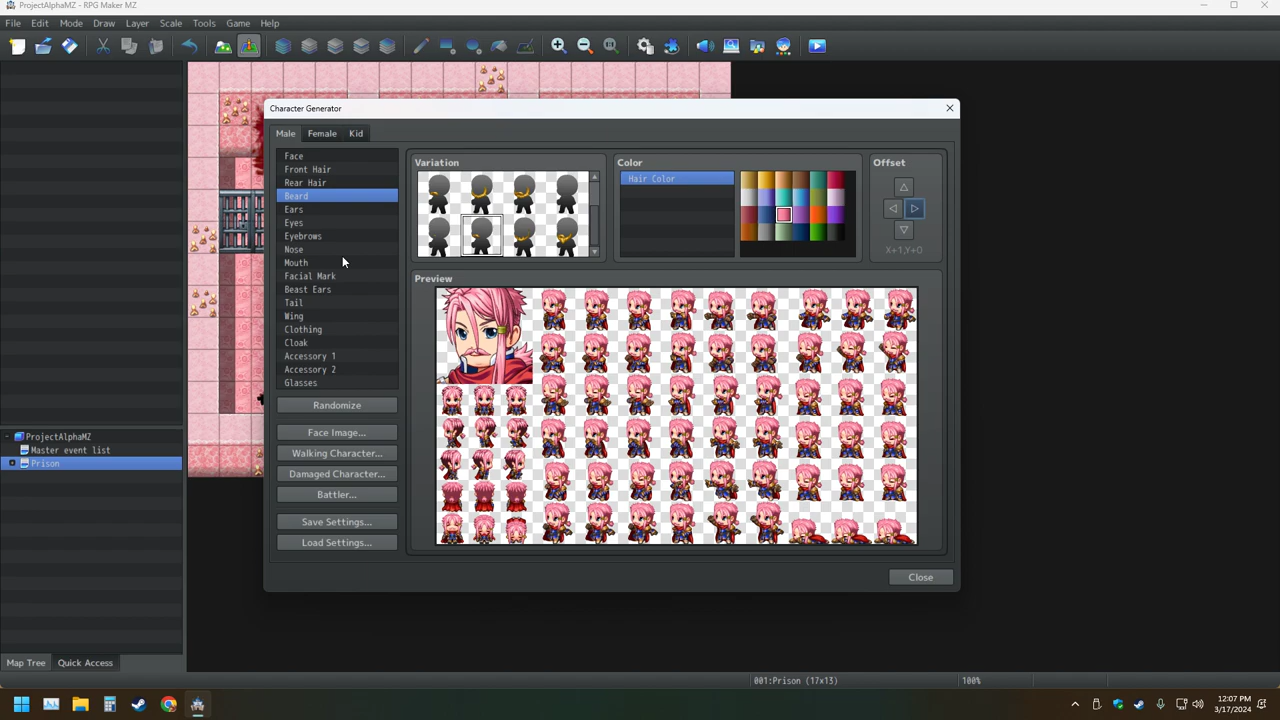 ProjectAlphaMZ - RPG Maker MZ
File Edit Mode Draw Layer Scale Tools Game Help
Character Generator
Male Female Kid
Face
Front Hair
Rear Hair
Beard
Ears
Eyes
Eyebrows
Nose
Mouth
Facial Mark
Beast Ears
Tail
Wing
Clothing
Cloak
Accessory 1
Accessory 2
Glasses
Randomize
Face Image...
Walking Character...
Damaged Character...
Battler...
Save Settings...
Load Settings...
Variation
Color
Hair Color
Offset
X+1,Y+0
Preview
Close
ProjectAlphaMZ
Master event list
Prison
Map Tree Quick Access
001:Prison (17x13) 100%
12:07 PM
3/17/2024